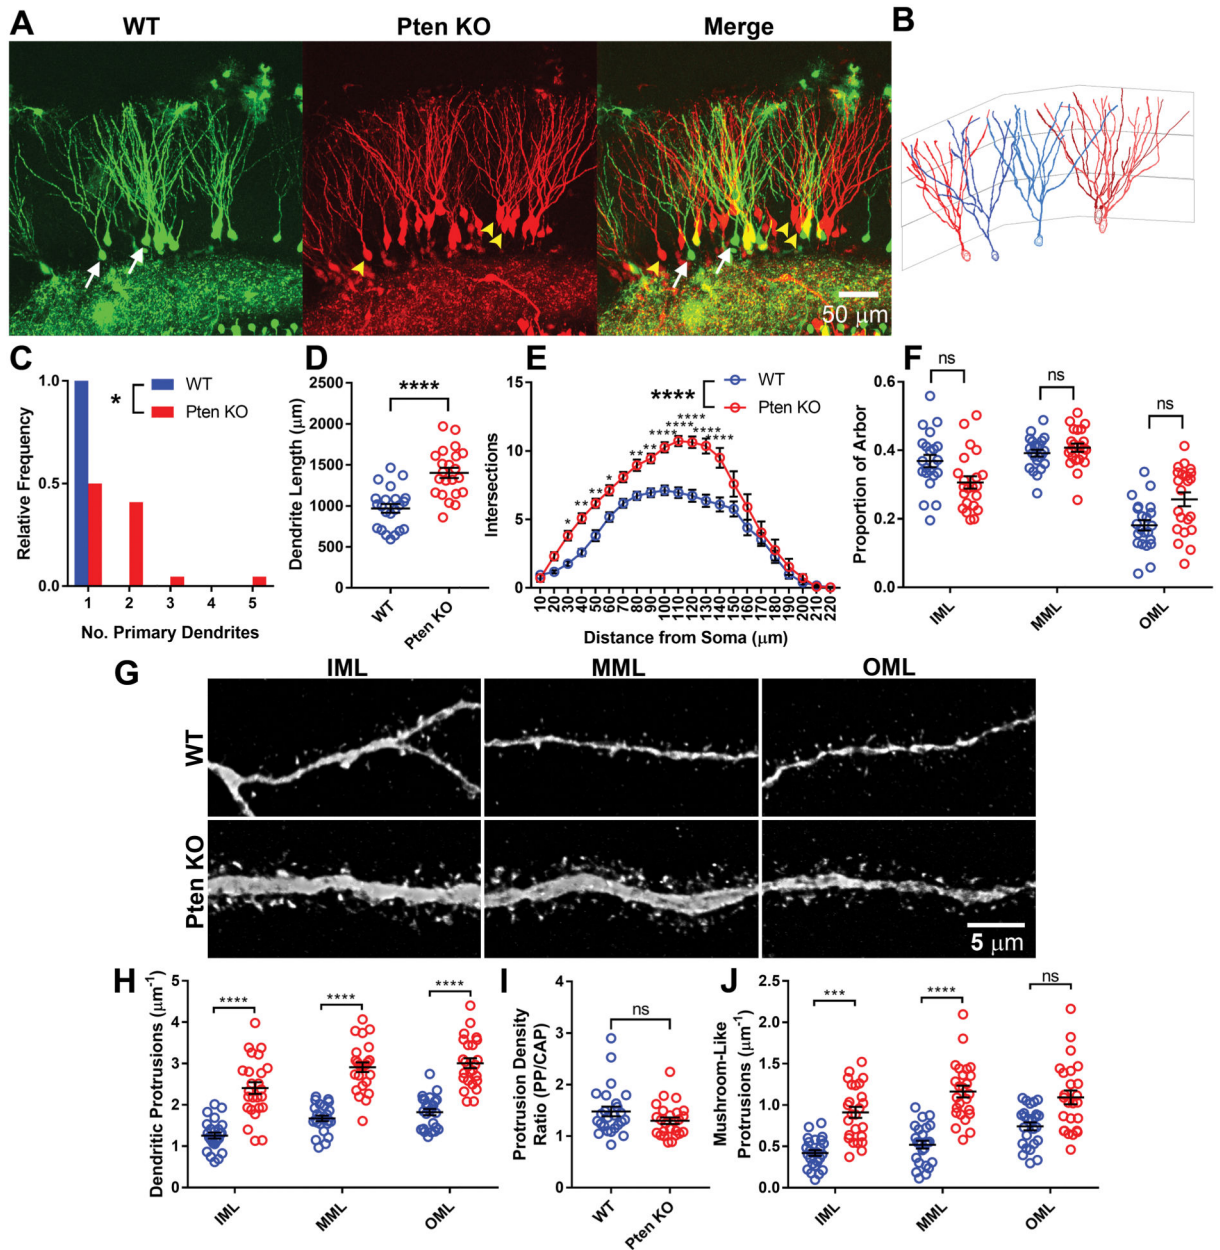 A
WT
Pten KO
Merge
B
50 μm
C
WT
Pten KO
*
Relative Frequency
1.0
0.5
0.0
1 2 3 4 5
No. Primary Dendrites
D
****
Dendrite Length (μm)
2500
2000
1500
1000
500
0
WT
Pten KO
E
****
WT
Pten KO
Intersections
15
10
5
0
* ** ** * ** ** **** **** **** **** ****
10 20 30 40 50 60 70 80 90 100 110 120 130 140 150 160 170 180 190 200 210 220
Distance from Soma (μm)
F
ns
ns
ns
Proportion of Arbor
0.6
0.4
0.2
0.0
IML
MML
OML
G
IML
MML
OML
WT
Pten KO
5 μm
H
****
****
****
Dendritic Protrusions (μm-1)
5
4
3
2
1
0
IML
MML
OML
I
ns
Protrusion Density
Ratio (PP/CAP)
4
3
2
1
0
WT
Pten KO
J
***
****
ns
Mushroom-Like
Protrusions (μm-1)
2.5
2.0
1.5
1.0
0.5
0.0
IML
MML
OML